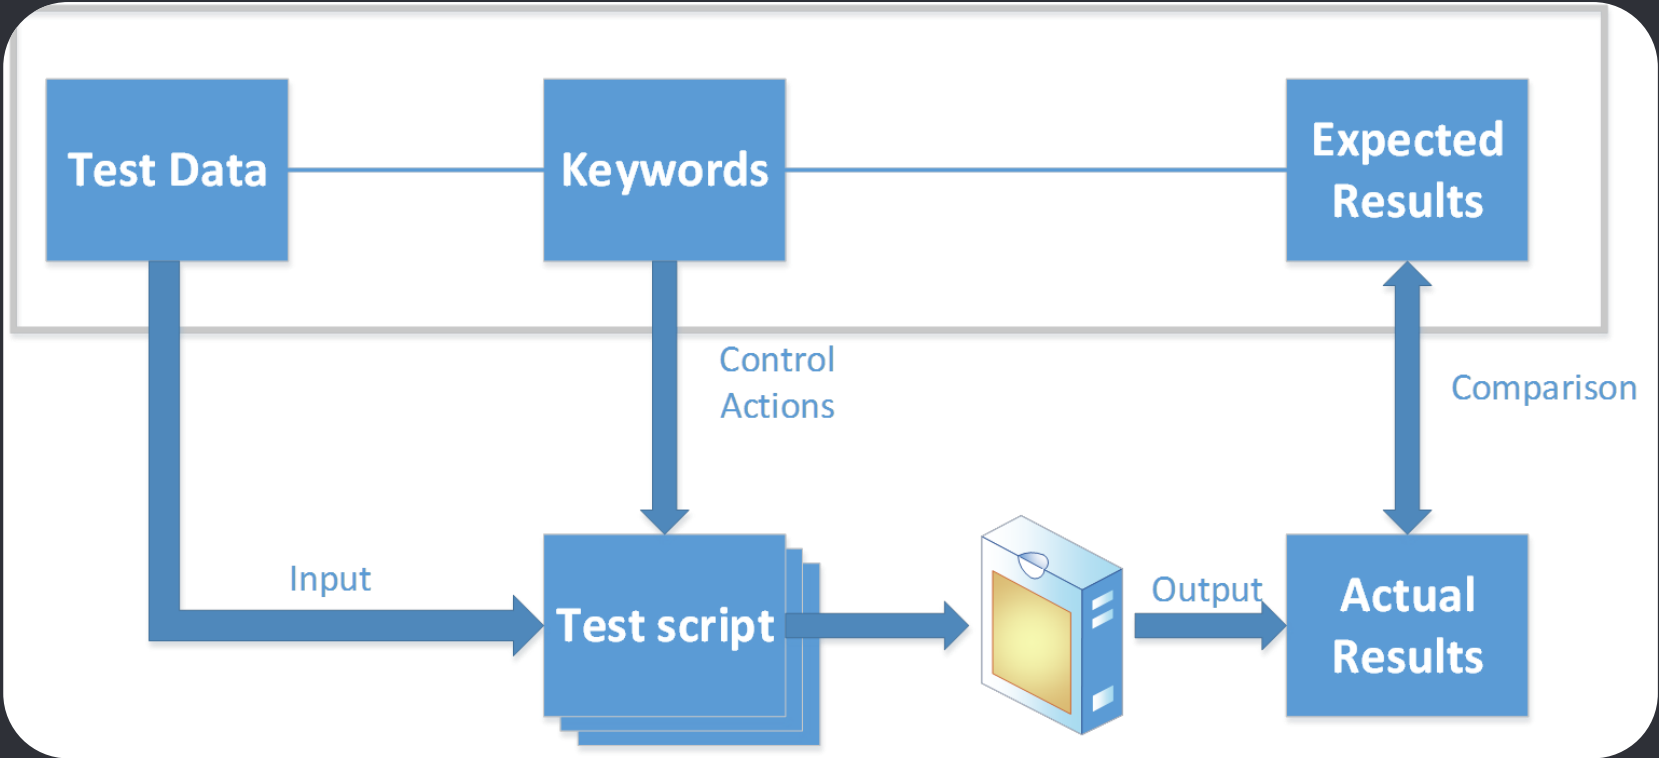 Test Data
Keywords
Expected
Results
Control
Actions
Comparison
Input
Test script
Output
Actual
Results